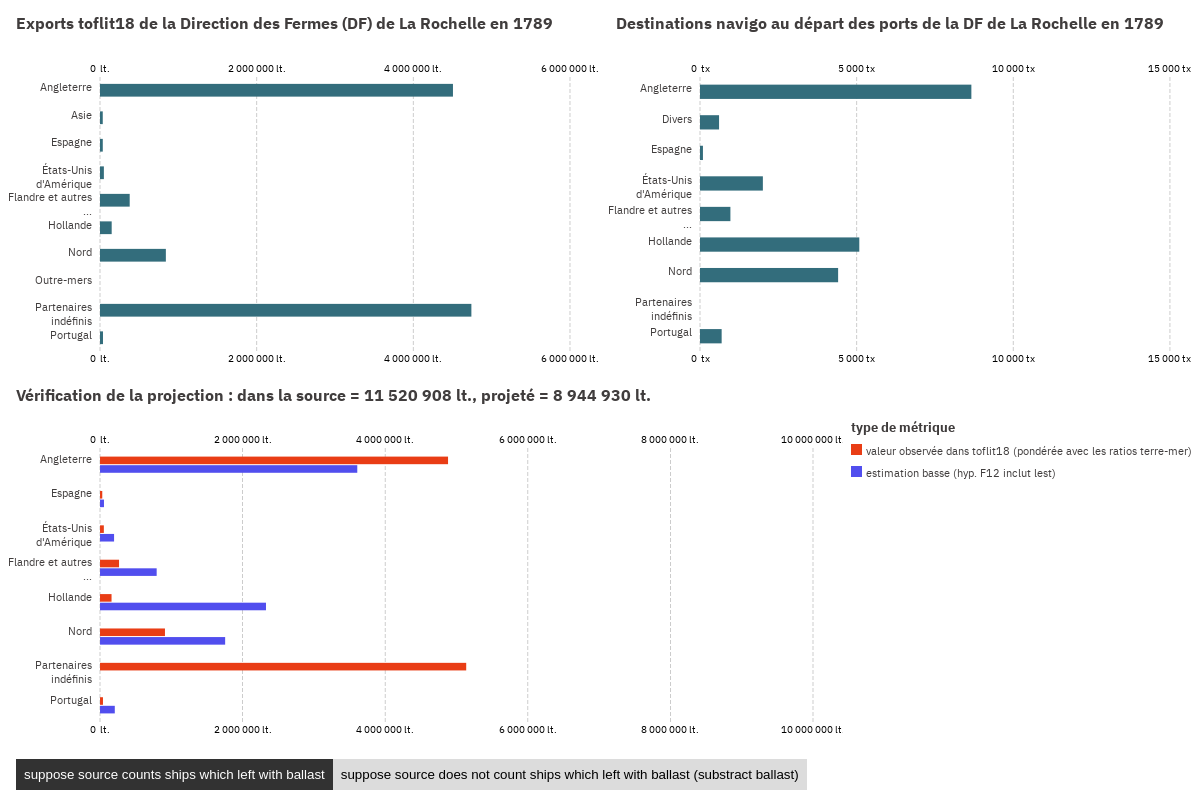 Exports toflit18 de la Direction des Fermes (DF) de La Rochelle en 1789
0 lt.
2 000 000 lt.
4 000 000 lt.
6 000 000 lt.
Angleterre
Asie
Espagne
États-Unis
d'Amérique
Flandre et autres
...
Hollande
Nord
Outre-mers
Partenaires
indéfinis
Portugal
0 lt.
2 000 000 lt.
4 000 000 lt.
6 000 000 lt.
Destinations navigo au départ des ports de la DF de La Rochelle en 1789
0 tx
5 000 tx
10 000 tx
15 000 tx
Angleterre
Divers
Espagne
États-Unis
d'Amérique
Flandre et autres
...
Hollande
Nord
Partenaires
indéfinis
Portugal
0 tx
5 000 tx
10 000 tx
15 000 tx
Vérification de la projection : dans la source = 11 520 908 lt., projeté = 8 944 930 lt.
0 lt.
2 000 000 lt.
4 000 000 lt.
6 000 000 lt.
8 000 000 lt.
10 000 000 lt
Angleterre
Espagne
États-Unis
d'Amérique
Flandre et autres
...
Hollande
Nord
Partenaires
indéfinis
Portugal
0 lt.
2 000 000 lt.
4 000 000 lt.
6 000 000 lt.
8 000 000 lt.
10 000 000 lt
type de métrique
valeur observée dans toflit18 (pondérée avec les ratios terre-mer)
estimation basse (hyp. F12 inclut lest)
suppose source counts ships which left with ballast
suppose source does not count ships which left with ballast (substract ballast)